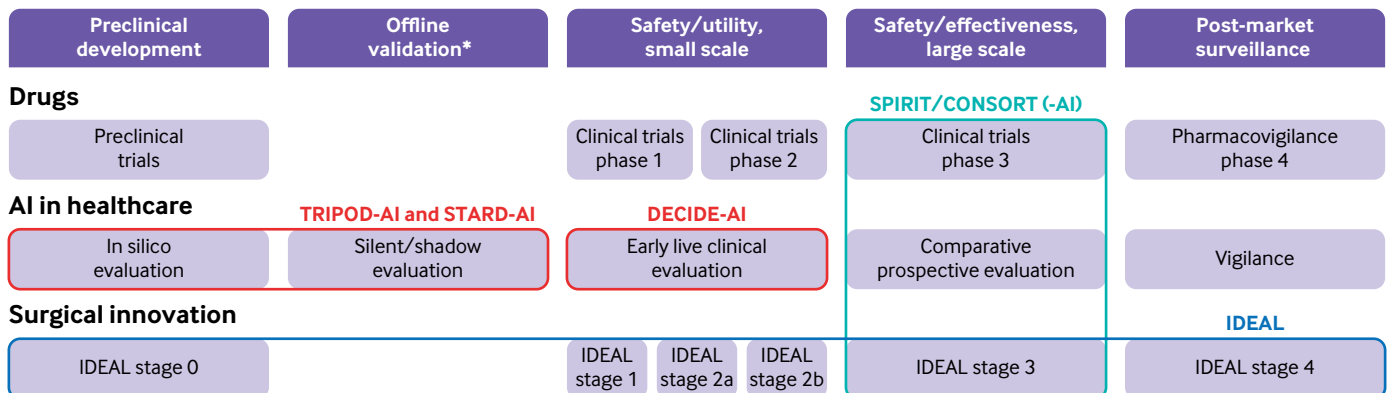 Preclinical
development
Offline
validation*
Safety/utility,
small scale
Safety/effectiveness,
large scale
Post-market
surveillance
Drugs
SPIRIT/CONSORT (-AI)
Preclinical
trials
Clinical trials
phase 1
Clinical trials
phase 2
Clinical trials
phase 3
Pharmacovigilance
phase 4
AI in healthcare
TRIPOD-AI and STARD-AI
DECIDE-AI
In silico
evaluation
Silent/shadow
evaluation
Early live clinical
evaluation
Comparative
prospective evaluation
Vigilance
Surgical innovation
IDEAL
IDEAL stage 0
IDEAL
stage 1
IDEAL
stage 2a
IDEAL
stage 2b
IDEAL stage 3
IDEAL stage 4